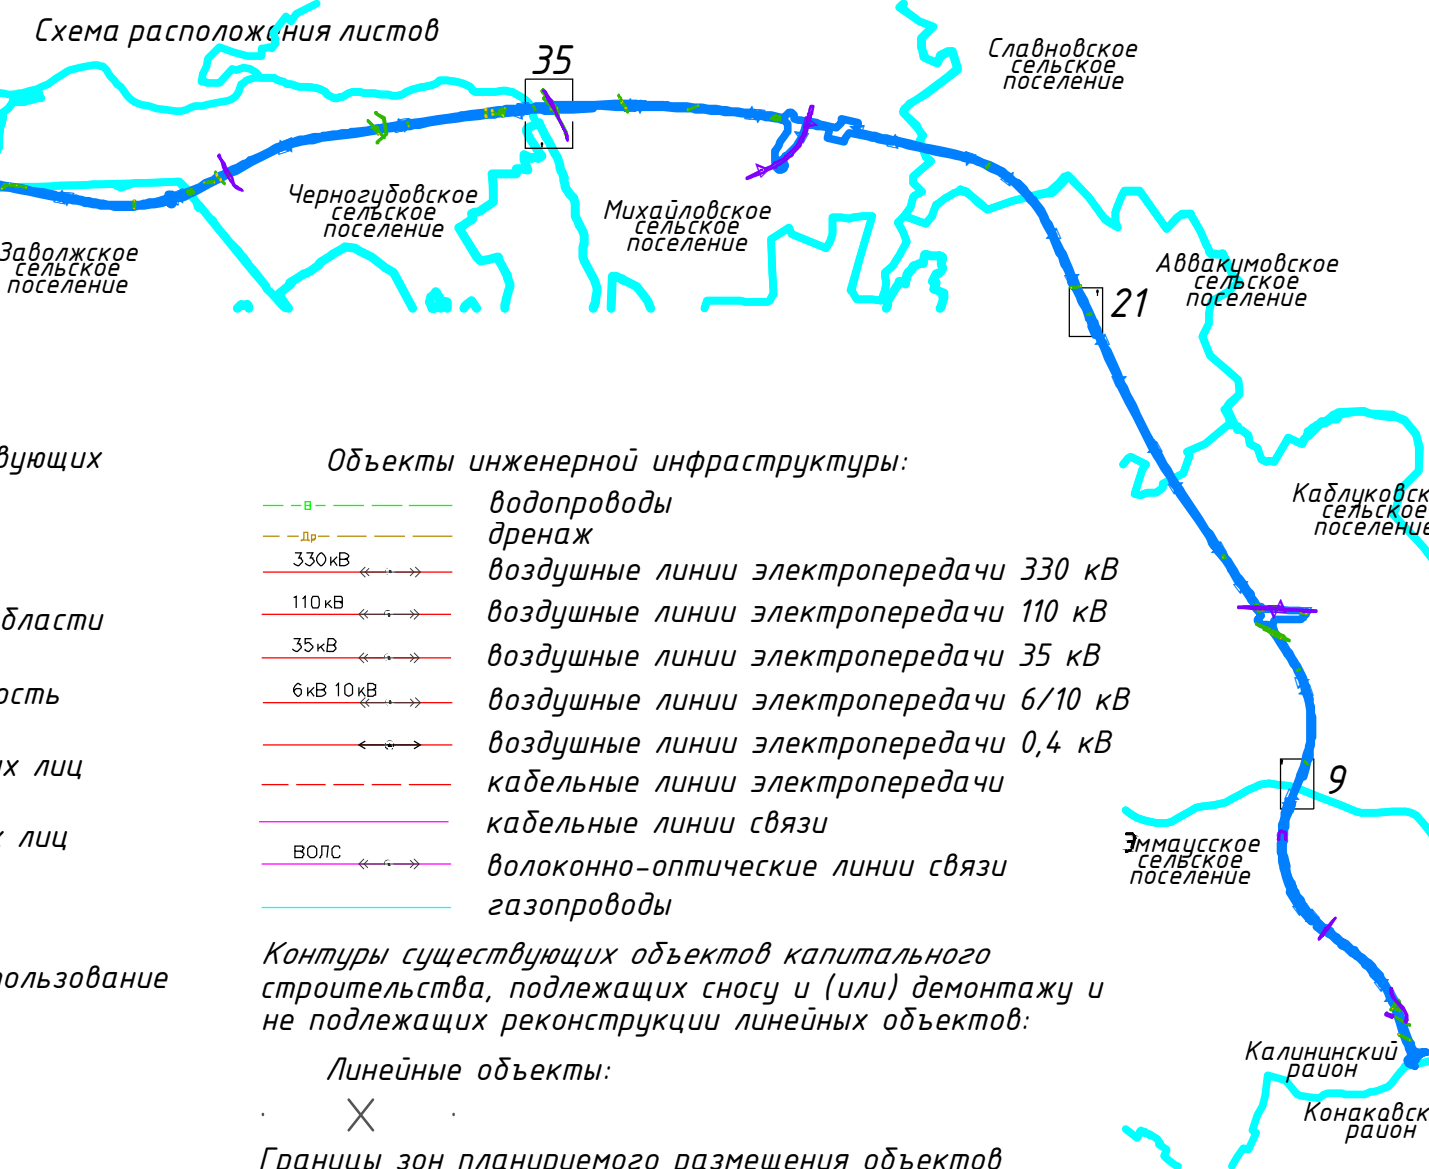 Схема расположения листов
35
Славновское
сельское
поселение
Черногубовское
сельское
поселение
Михайловское
сельское
поселение
Заволжское
сельское
поселение
Аввакумовское
сельское
поселение
21
вующих
Объекты инженерной инфраструктуры:
В
водопроводы
Др
дренаж
330кВ
воздушные линии электропередачи 330 кВ
110кВ
воздушные линии электропередачи 110 кВ
35кВ
воздушные линии электропередачи 35 кВ
6кВ 10кВ
воздушные линии электропередачи 6/10 кВ
воздушные линии электропередачи 0,4 кВ
кабельные линии электропередачи
кабельные линии связи
ВОЛС
волоконно-оптические линии связи
газопроводы
Каблуковск
сельское
поселение
бласти
ость
их лиц
х лиц
9
Эммаусское
сельское
поселение
пользование
Контуры существующих объектов капитального
строительства, подлежащих сносу и (или) демонтажу и
не подлежащих реконструкции линейных объектов:
Линейные объекты:
Калининский
район
Конаковск
район
Границы зон планируемого размещения объектов